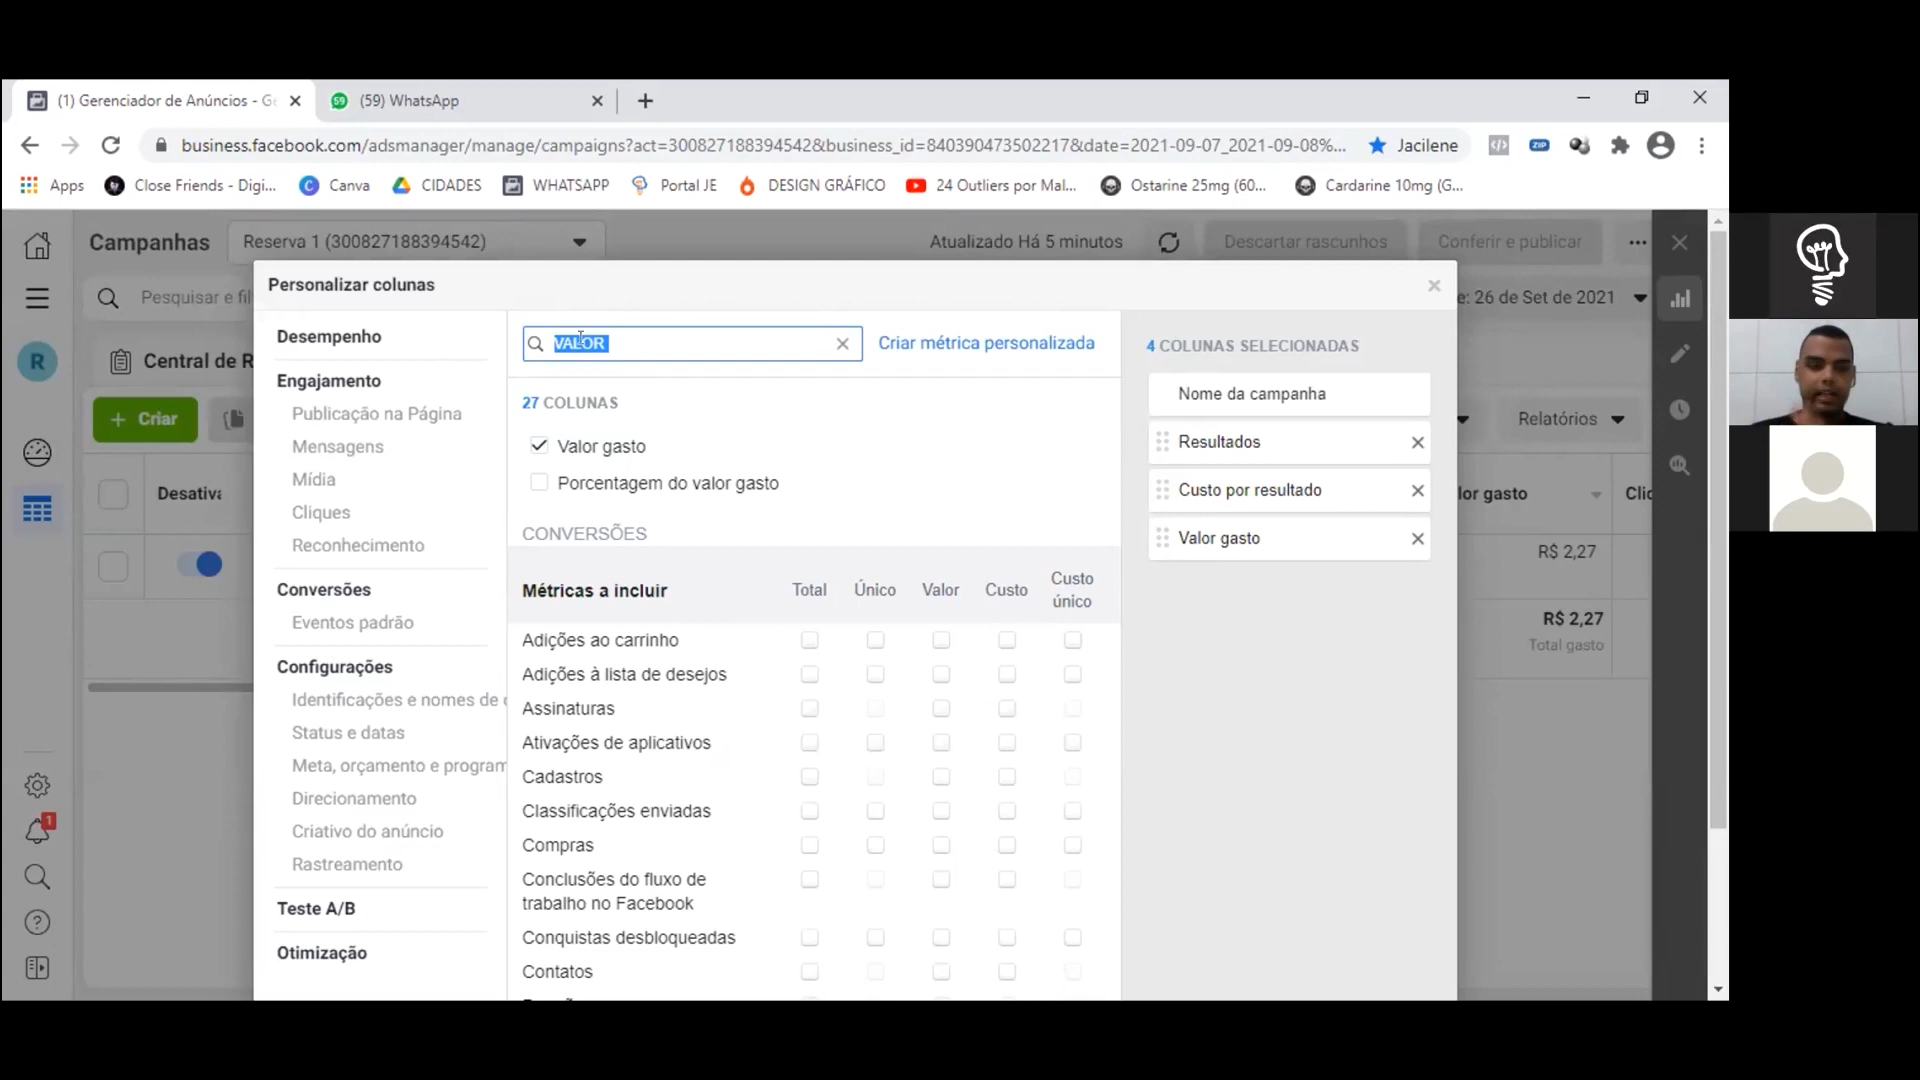 (1) Gerenciador de Anúncios - Ge
(59) WhatsApp
business.facebook.com/adsmanager/manage/campaigns?act=300827188394542&business_id=840390473502217&date=2021-09-07_2021-09-08%...
Jacilene
Apps
Close Friends - Digi...
Canva
CIDADES
WHATSAPP
Portal JE
DESIGN GRÁFICO
24 Outliers por Mal...
Ostarine 25mg (60...
Cardarine 10mg (G...
Campanhas
Reserva 1 (300827188394542)
Atualizado Há 5 minutos
Descartar rascunhos
Conferir e publicar
Pesquisar e fil
e: 26 de Set de 2021
R
Central de R
+ Criar
Relatórios
Desativa
lor gasto
Clic
R$ 2,27
R$ 2,27
Total gasto
1
Personalizar colunas
Desempenho
Engajamento
Publicação na Página
Mensagens
Mídia
Cliques
Reconhecimento
Conversões
Eventos padrão
Configurações
Identificações e nomes de
Status e datas
Meta, orçamento e program
Direcionamento
Criativo do anúncio
Rastreamento
Teste A/B
Otimização
VALOR
Criar métrica personalizada
27 COLUNAS
Valor gasto
Porcentagem do valor gasto
CONVERSÕES
Métricas a incluir
Total
Único
Valor
Custo
Custo único
Adições ao carrinho
Adições à lista de desejos
Assinaturas
Ativações de aplicativos
Cadastros
Classificações enviadas
Compras
Conclusões do fluxo de
trabalho no Facebook
Conquistas desbloqueadas
Contatos
4 COLUNAS SELECIONADAS
Nome da campanha
Resultados
Custo por resultado
Valor gasto